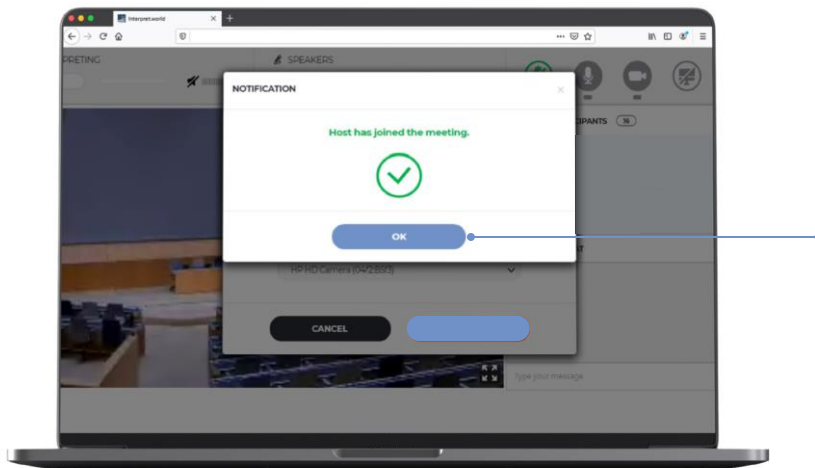 Interpret.world
PRETING
SPEAKERS
NOTIFICATION
IPANTS 16
Host has joined the meeting.
OK
HP HD Camera
CANCEL
Type your message